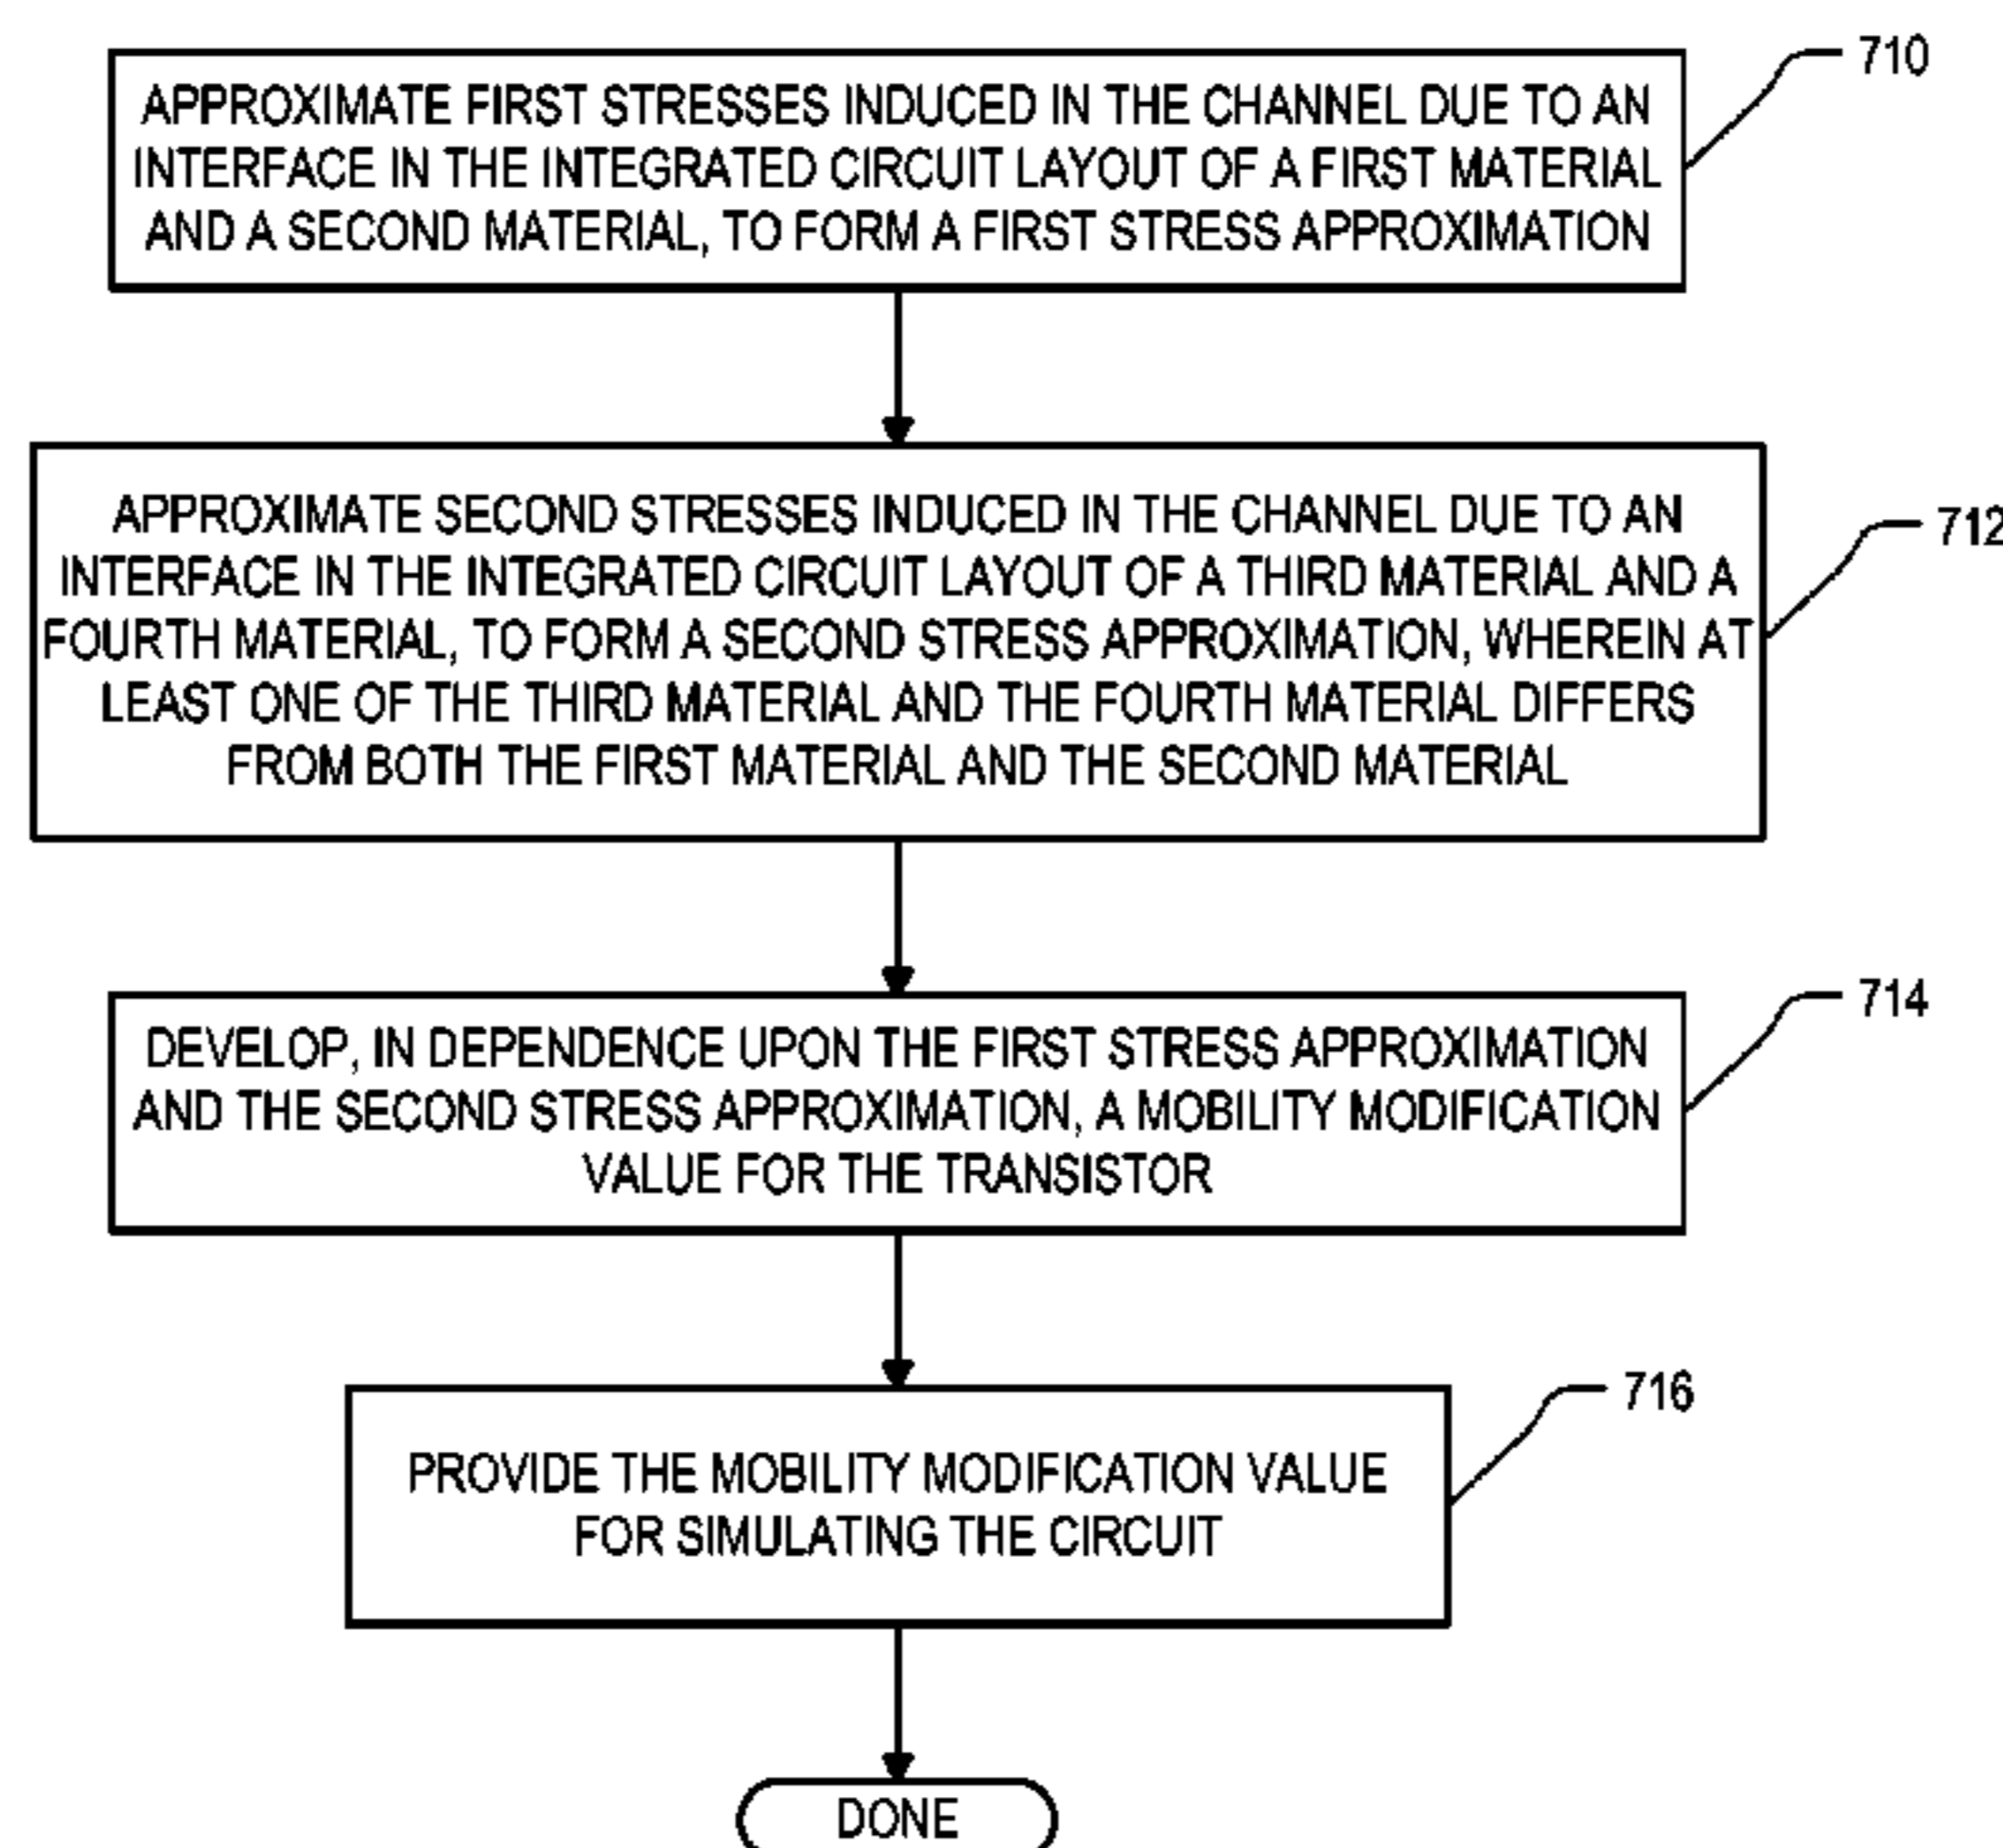 710
APPROXIMATE FIRST STRESSES INDUCED IN THE CHANNEL DUE TO AN
INTERFACE IN THE INTEGRATED CIRCUIT LAYOUT OF A FIRST MATERIAL
AND A SECOND MATERIAL, TO FORM A FIRST STRESS APPROXIMATION
712
APPROXIMATE SECOND STRESSES INDUCED IN THE CHANNEL DUE TO AN
INTERFACE IN THE INTEGRATED CIRCUIT LAYOUT OF A THIRD MATERIAL AND A
FOURTH MATERIAL, TO FORM A SECOND STRESS APPROXIMATION, WHEREIN AT
LEAST ONE OF THE THIRD MATERIAL AND THE FOURTH MATERIAL DIFFERS
FROM BOTH THE FIRST MATERIAL AND THE SECOND MATERIAL
714
DEVELOP, IN DEPENDENCE UPON THE FIRST STRESS APPROXIMATION
AND THE SECOND STRESS APPROXIMATION, A MOBILITY MODIFICATION
VALUE FOR THE TRANSISTOR
716
PROVIDE THE MOBILITY MODIFICATION VALUE
FOR SIMULATING THE CIRCUIT
DONE